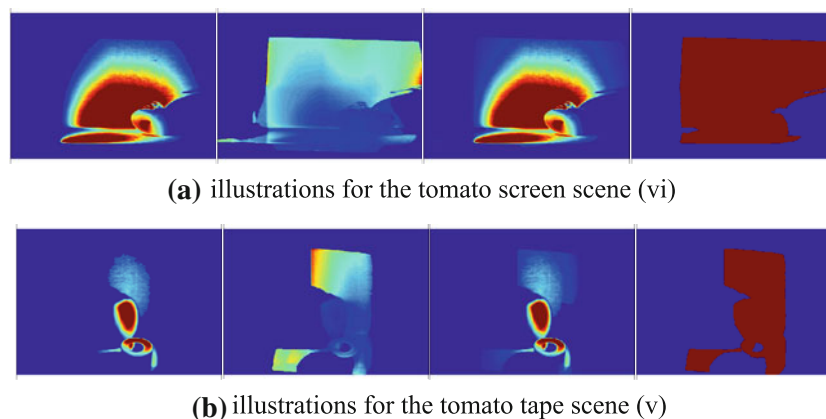 (a) illustrations for the tomato screen scene (vi)
(b) illustrations for the tomato tape scene (v)